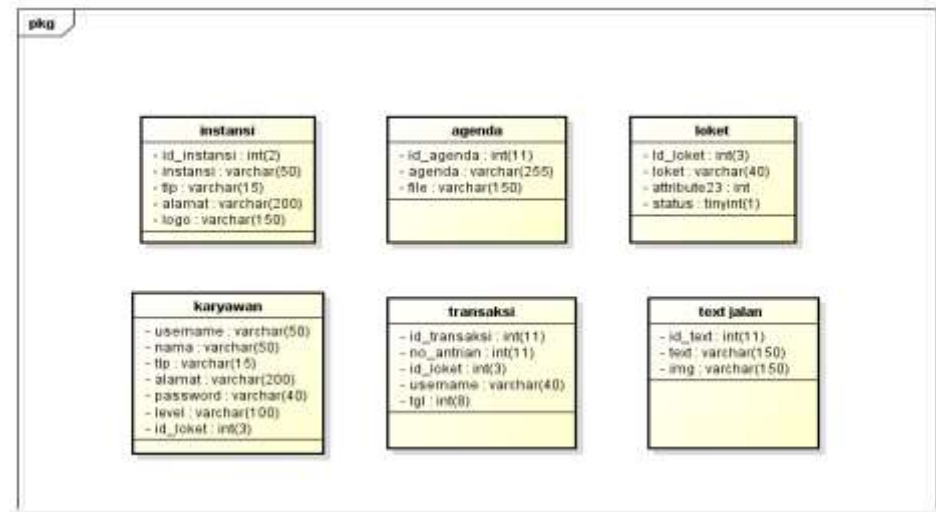 pkg
instansi
- id_instansi : int(2)
- instansi : varchar(50)
- tlp : varchar(15)
- alamat : varchar(200)
- logo : varchar(150)
agenda
- id_agenda : int(11)
- agenda : varchar(255)
- file : varchar(150)
loket
- id_loket : int(3)
- loket : varchar(40)
- attribute23 : int
- status : tinyint(1)
karyawan
- username : varchar(50)
- nama : varchar(50)
- tlp : varchar(15)
- alamat : varchar(200)
- password : varchar(40)
- level : varchar(100)
- id_loket : int(3)
transaksi
- id_transaksi : int(11)
- no_antrian : int(11)
- id_loket : int(3)
- username : varchar(40)
- tgl : int(8)
text jalan
- id_text : int(11)
- text : varchar(150)
- img : varchar(150)